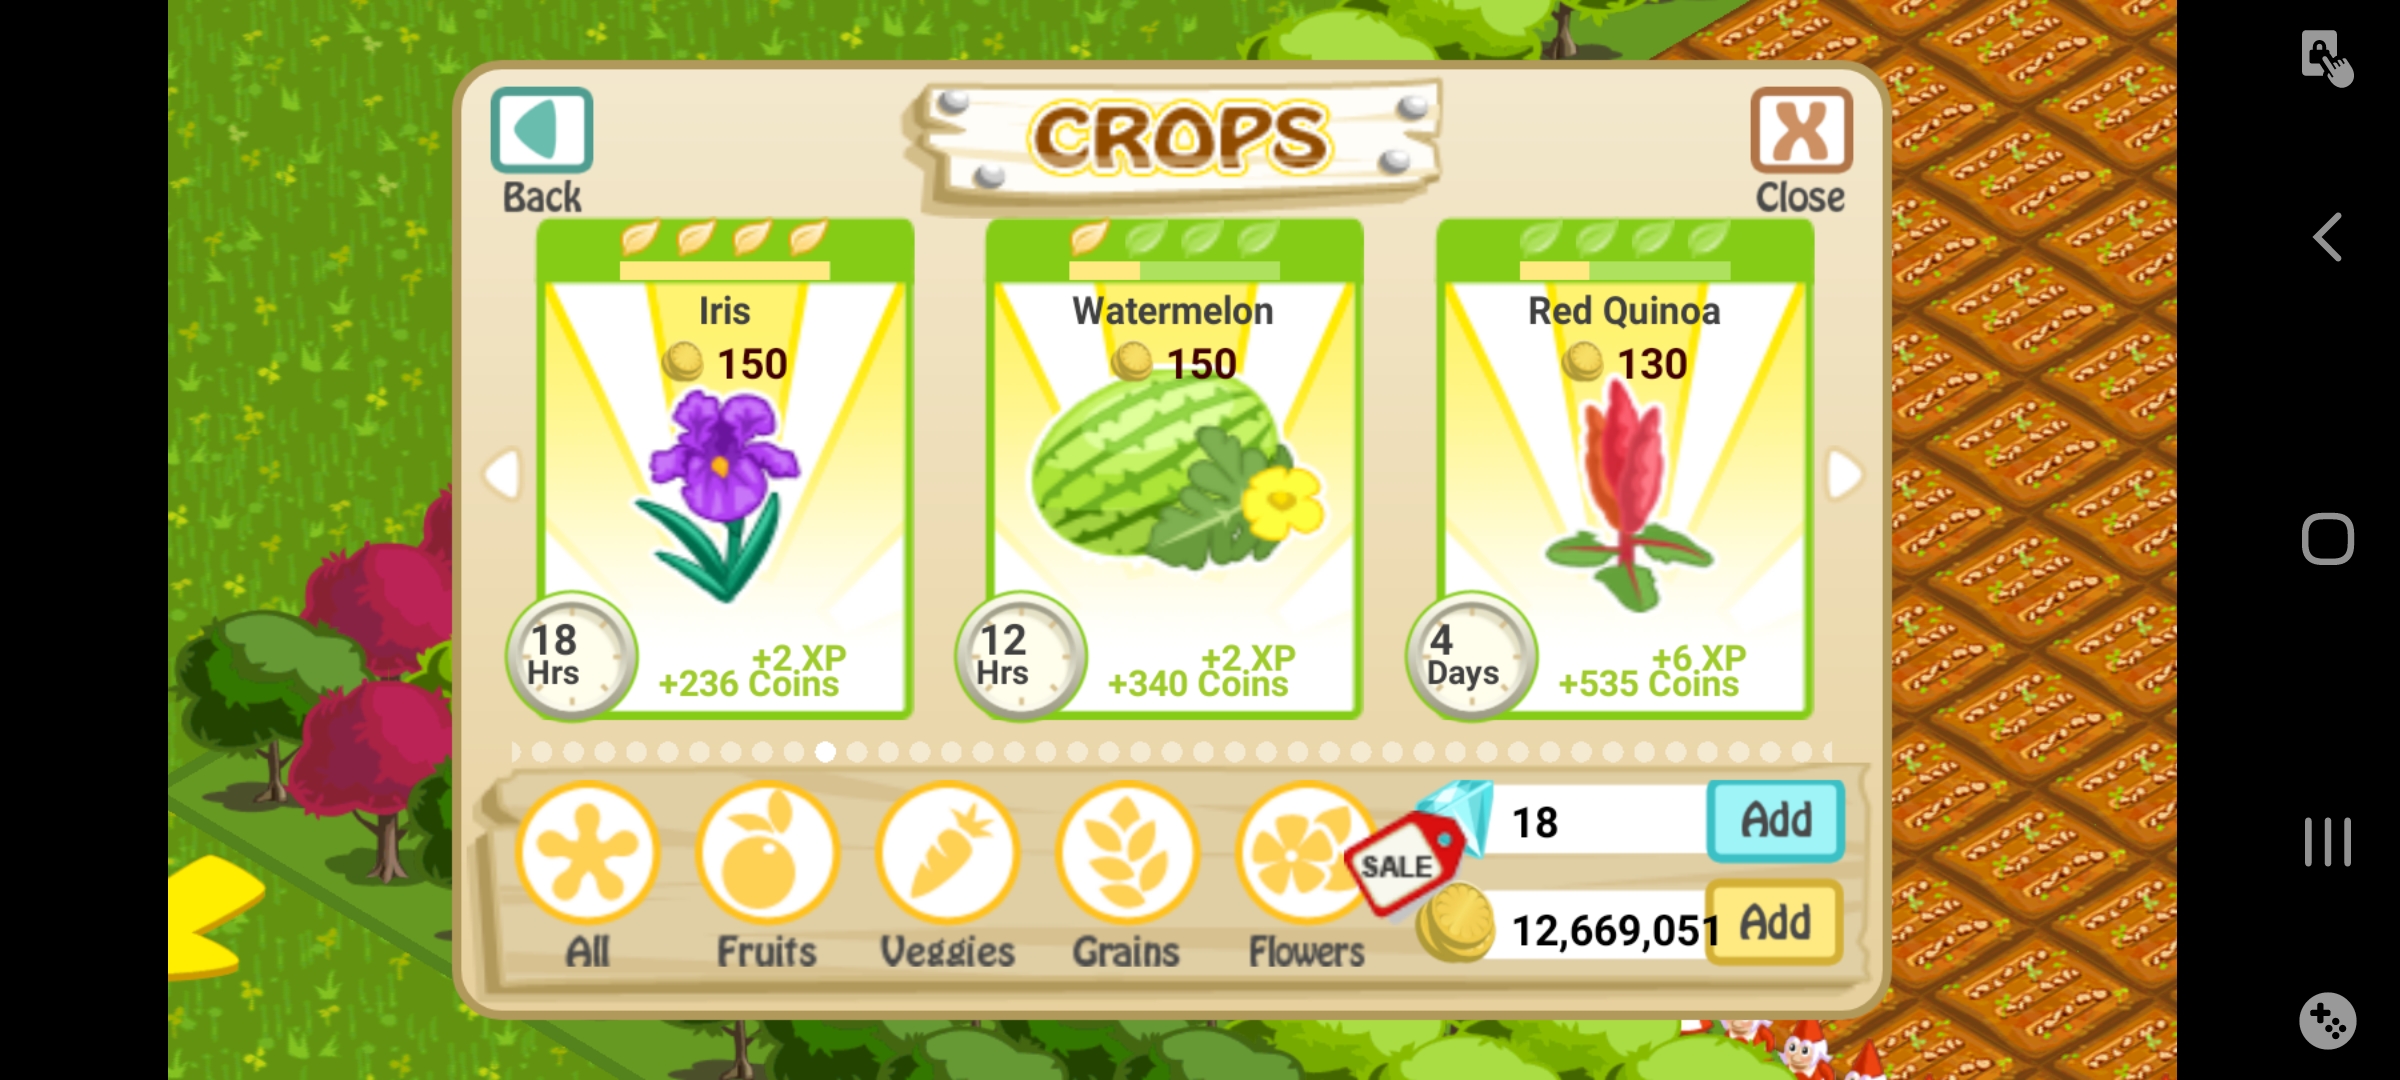 CROPS
Back
Close
Iris
150
18
Hrs
+2 XP
+236 Coins
Watermelon
150
12
Hrs
+2 XP
+340 Coins
Red Quinoa
130
4
Days
+6 XP
+535 Coins
All
Fruits
Veggies
Grains
Flowers
SALE
18
Add
12,669,051
Add